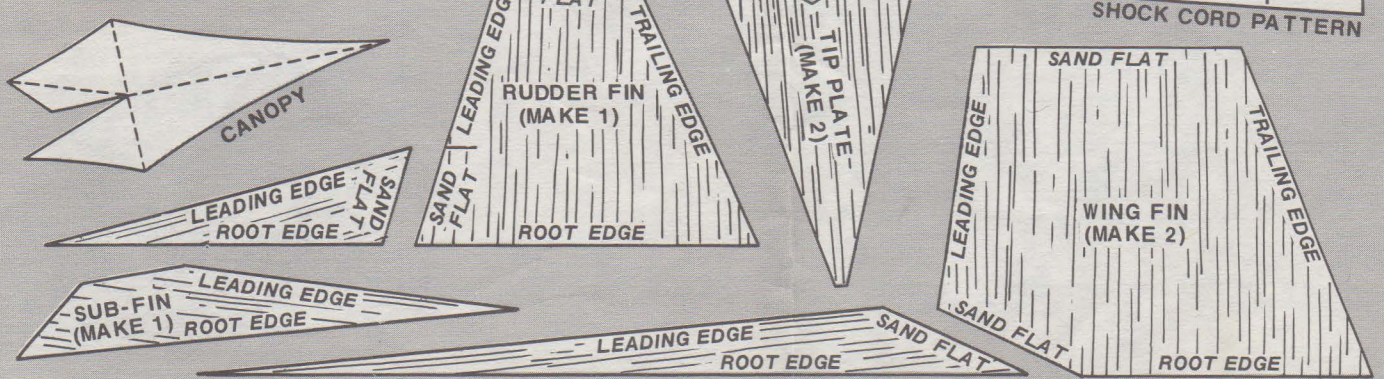 SHOCK CORD PATTERN
CANOPY
LEADING EDGE
FLAT
TRAILING EDGE
RUDDER FIN
(MAKE 1)
SAND
FLAT
ROOT EDGE
TIP PLATE
(MAKE 2)
SAND FLAT
LEADING EDGE
TRAILING EDGE
WING FIN
(MAKE 2)
SAND FLAT
ROOT EDGE
LEADING EDGE
SAND
FLAT
ROOT EDGE
SUB-FIN
(MAKE 1)
LEADING EDGE
ROOT EDGE
LEADING EDGE
SAND FLAT
ROOT EDGE